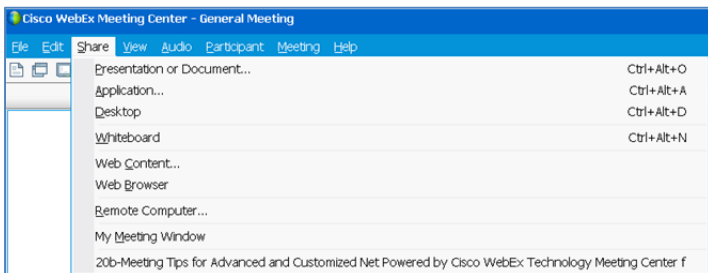 Cisco WebEx Meeting Center - General Meeting
File Edit Share View Audio Participant Meeting Help
Presentation or Document... Ctrl+Alt+O
Application... Ctrl+Alt+A
Desktop Ctrl+Alt+D
Whiteboard Ctrl+Alt+N
Web Content...
Web Browser
Remote Computer...
My Meeting Window
20b-Meeting Tips for Advanced and Customized Net Powered by Cisco WebEx Technology Meeting Center f